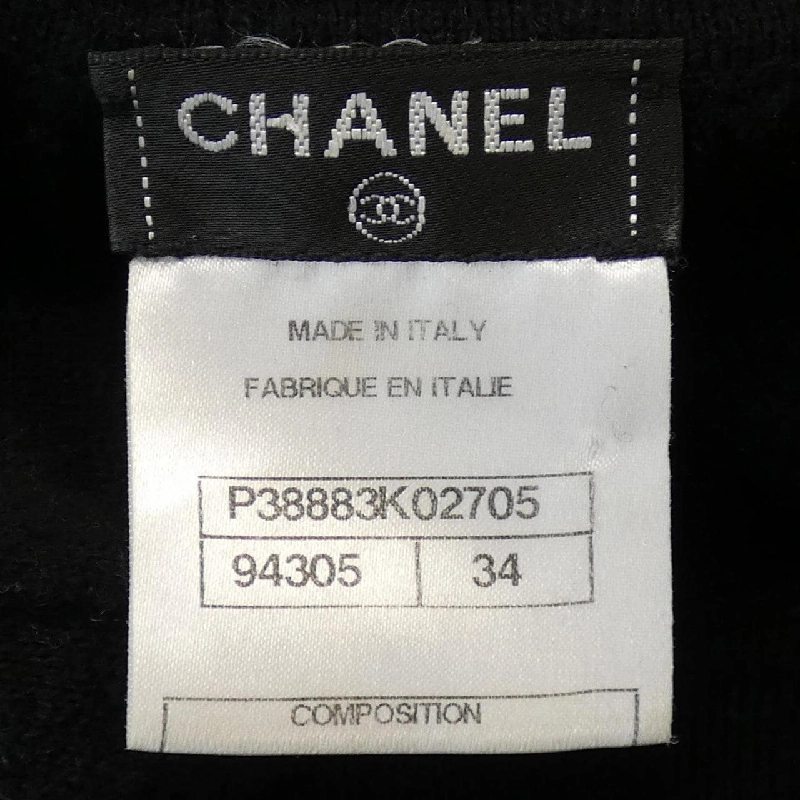 CHANEL
MADE IN ITALY
FABRIQUE EN ITALIE
P38883K02705
94305 34
COMPOSITION